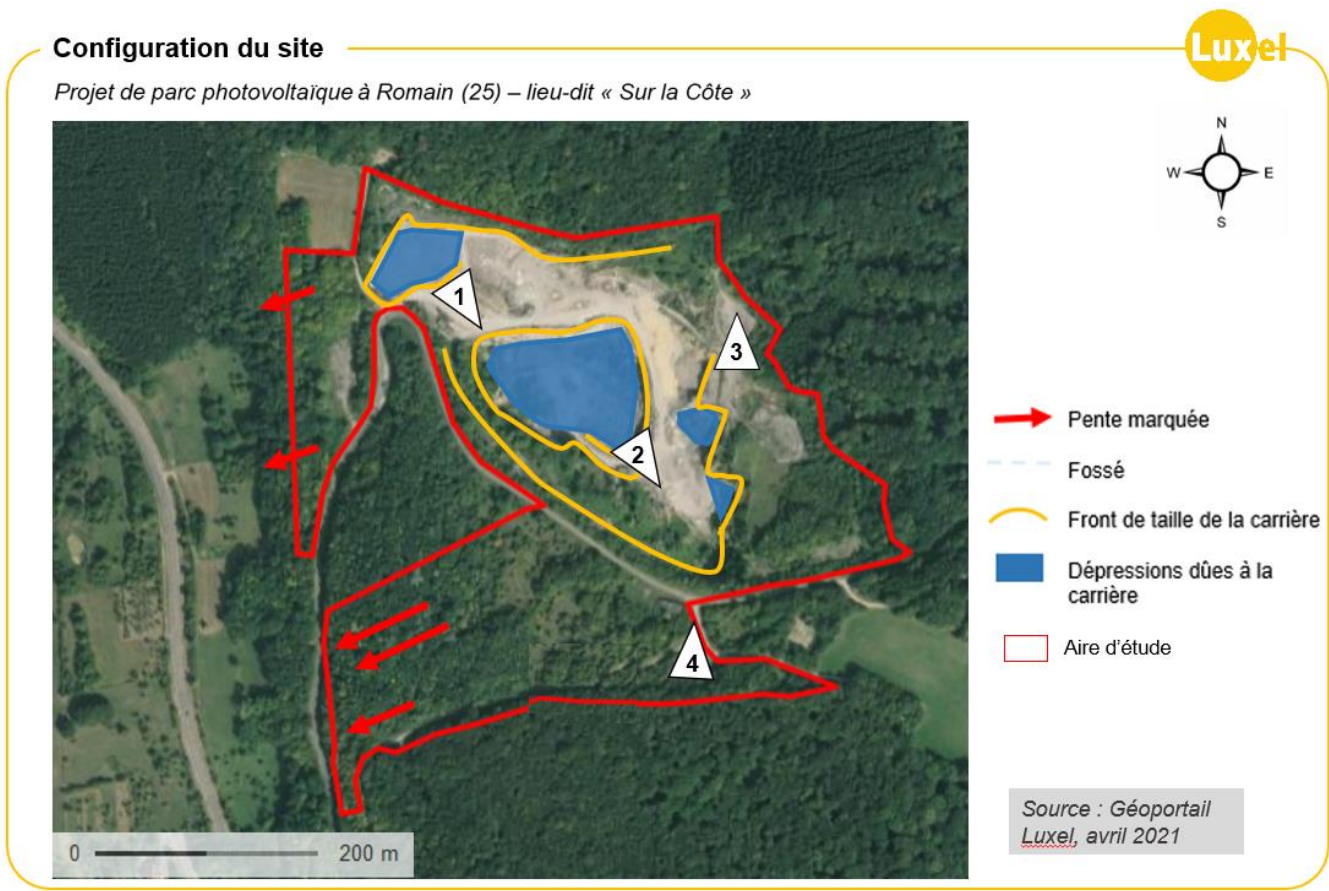 Configuration du site
Luxel
Projet de parc photovoltaïque à Romain (25) – lieu-dit « Sur la Côte »
N
W E
S
1
3
2
4
Pente marquée
Fossé
Front de taille de la carrière
Dépressions dûes à la
carrière
Aire d'étude
Source : Géoportail
Luxel, avril 2021
0 200 m